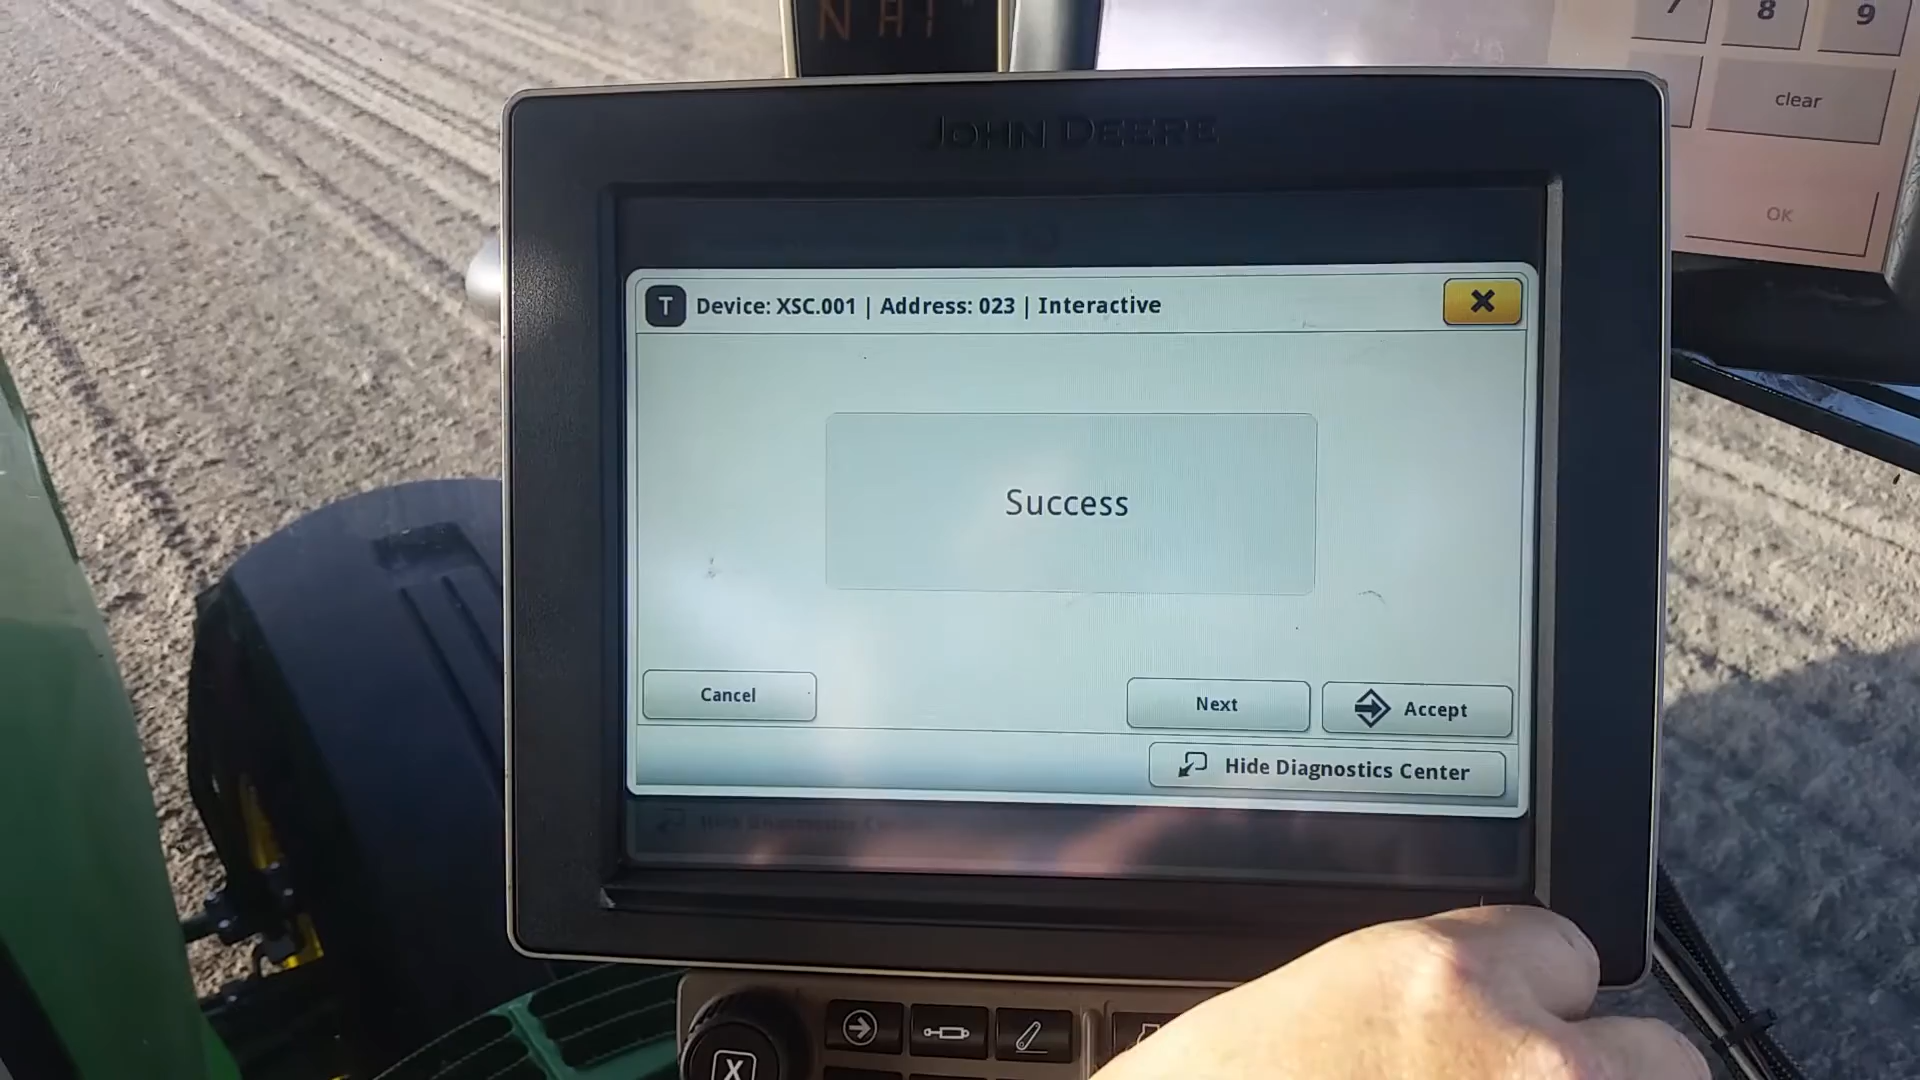 7 8 9
clear
OK
JOHN DEERE
T Device: XSC.001 | Address: 023 | Interactive
Success
Cancel
Next
Accept
Hide Diagnostics Center
X